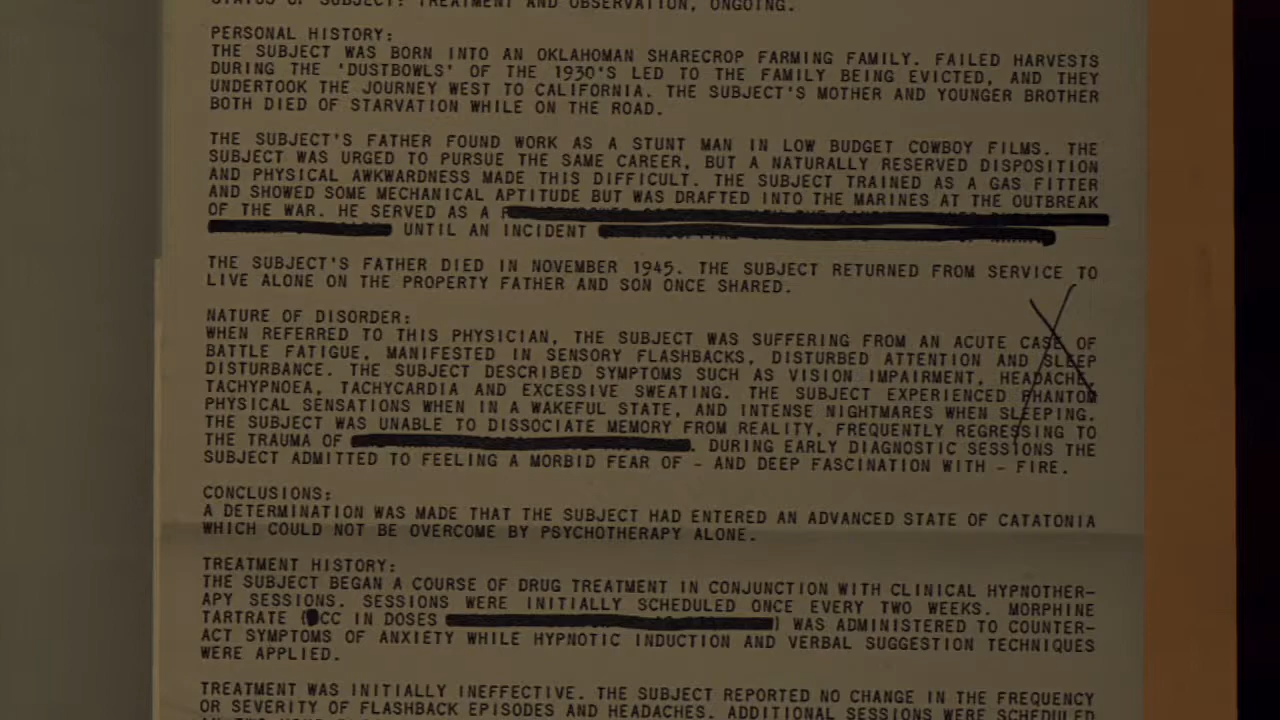 STATUS OF SUBJECT: TREATMENT AND OBSERVATION, ONGOING.
PERSONAL HISTORY:
THE SUBJECT WAS BORN INTO AN OKLAHOMAN SHARECROP FARMING FAMILY. FAILED HARVESTS
DURING THE 'DUSTBOWLS' OF THE 1930'S LED TO THE FAMILY BEING EVICTED, AND THEY
UNDERTOOK THE JOURNEY WEST TO CALIFORNIA. THE SUBJECT'S MOTHER AND YOUNGER BROTHER
BOTH DIED OF STARVATION WHILE ON THE ROAD.
THE SUBJECT'S FATHER FOUND WORK AS A STUNT MAN IN LOW BUDGET COWBOY FILMS. THE
SUBJECT WAS URGED TO PURSUE THE SAME CAREER, BUT A NATURALLY RESERVED DISPOSITION
AND PHYSICAL AWKWARDNESS MADE THIS DIFFICULT. THE SUBJECT TRAINED AS A GAS FITTER
AND SHOWED SOME MECHANICAL APTITUDE BUT WAS DRAFTED INTO THE MARINES AT THE OUTBREAK
OF THE WAR. HE SERVED AS A
UNTIL AN INCIDENT
THE SUBJECT'S FATHER DIED IN NOVEMBER 1945. THE SUBJECT RETURNED FROM SERVICE TO
LIVE ALONE ON THE PROPERTY FATHER AND SON ONCE SHARED.
NATURE OF DISORDER:
WHEN REFERRED TO THIS PHYSICIAN, THE SUBJECT WAS SUFFERING FROM AN ACUTE CASE OF
BATTLE FATIGUE, MANIFESTED IN SENSORY FLASHBACKS, DISTURBED ATTENTION AND SLEEP
DISTURBANCE. THE SUBJECT DESCRIBED SYMPTOMS SUCH AS VISION IMPAIRMENT, HEADACHE,
TACHYPNOEA, TACHYCARDIA AND EXCESSIVE SWEATING. THE SUBJECT EXPERIENCED PHANTOM
PHYSICAL SENSATIONS WHEN IN A WAKEFUL STATE, AND INTENSE NIGHTMARES WHEN SLEEPING.
THE SUBJECT WAS UNABLE TO DISSOCIATE MEMORY FROM REALITY, FREQUENTLY REGRESSING TO
THE TRAUMA OF . DURING EARLY DIAGNOSTIC SESSIONS THE
SUBJECT ADMITTED TO FEELING A MORBID FEAR OF - AND DEEP FASCINATION WITH - FIRE.
CONCLUSIONS:
A DETERMINATION WAS MADE THAT THE SUBJECT HAD ENTERED AN ADVANCED STATE OF CATATONIA
WHICH COULD NOT BE OVERCOME BY PSYCHOTHERAPY ALONE.
TREATMENT HISTORY:
THE SUBJECT BEGAN A COURSE OF DRUG TREATMENT IN CONJUNCTION WITH CLINICAL HYPNOTHER-
APY SESSIONS. SESSIONS WERE INITIALLY SCHEDULED ONCE EVERY TWO WEEKS. MORPHINE
TARTRATE ( CC IN DOSES ) WAS ADMINISTERED TO COUNTER-
ACT SYMPTOMS OF ANXIETY WHILE HYPNOTIC INDUCTION AND VERBAL SUGGESTION TECHNIQUES
WERE APPLIED.
TREATMENT WAS INITIALLY INEFFECTIVE. THE SUBJECT REPORTED NO CHANGE IN THE FREQUENCY
OR SEVERITY OF FLASHBACK EPISODES AND HEADACHES. ADDITIONAL SESSIONS WERE SCHEDULED